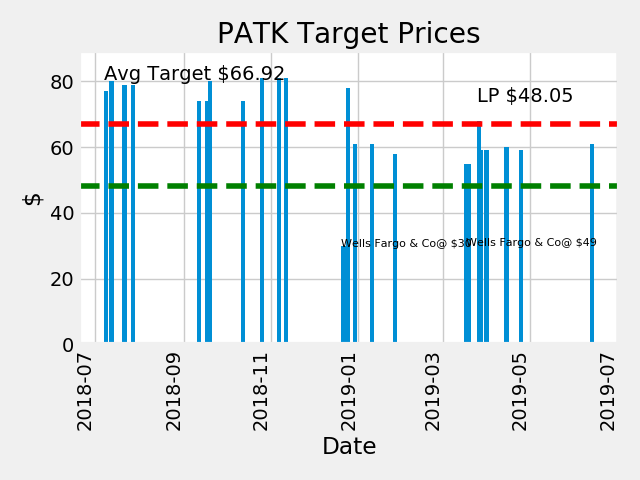 PATK Target Prices
Avg Target $66.92
LP $48.05
Wells Fargo & Co@ $30
Wells Fargo & Co@ $49
80
60
40
20
0
$
2018-07
2018-09
2018-11
2019-01
2019-03
2019-05
2019-07
Date